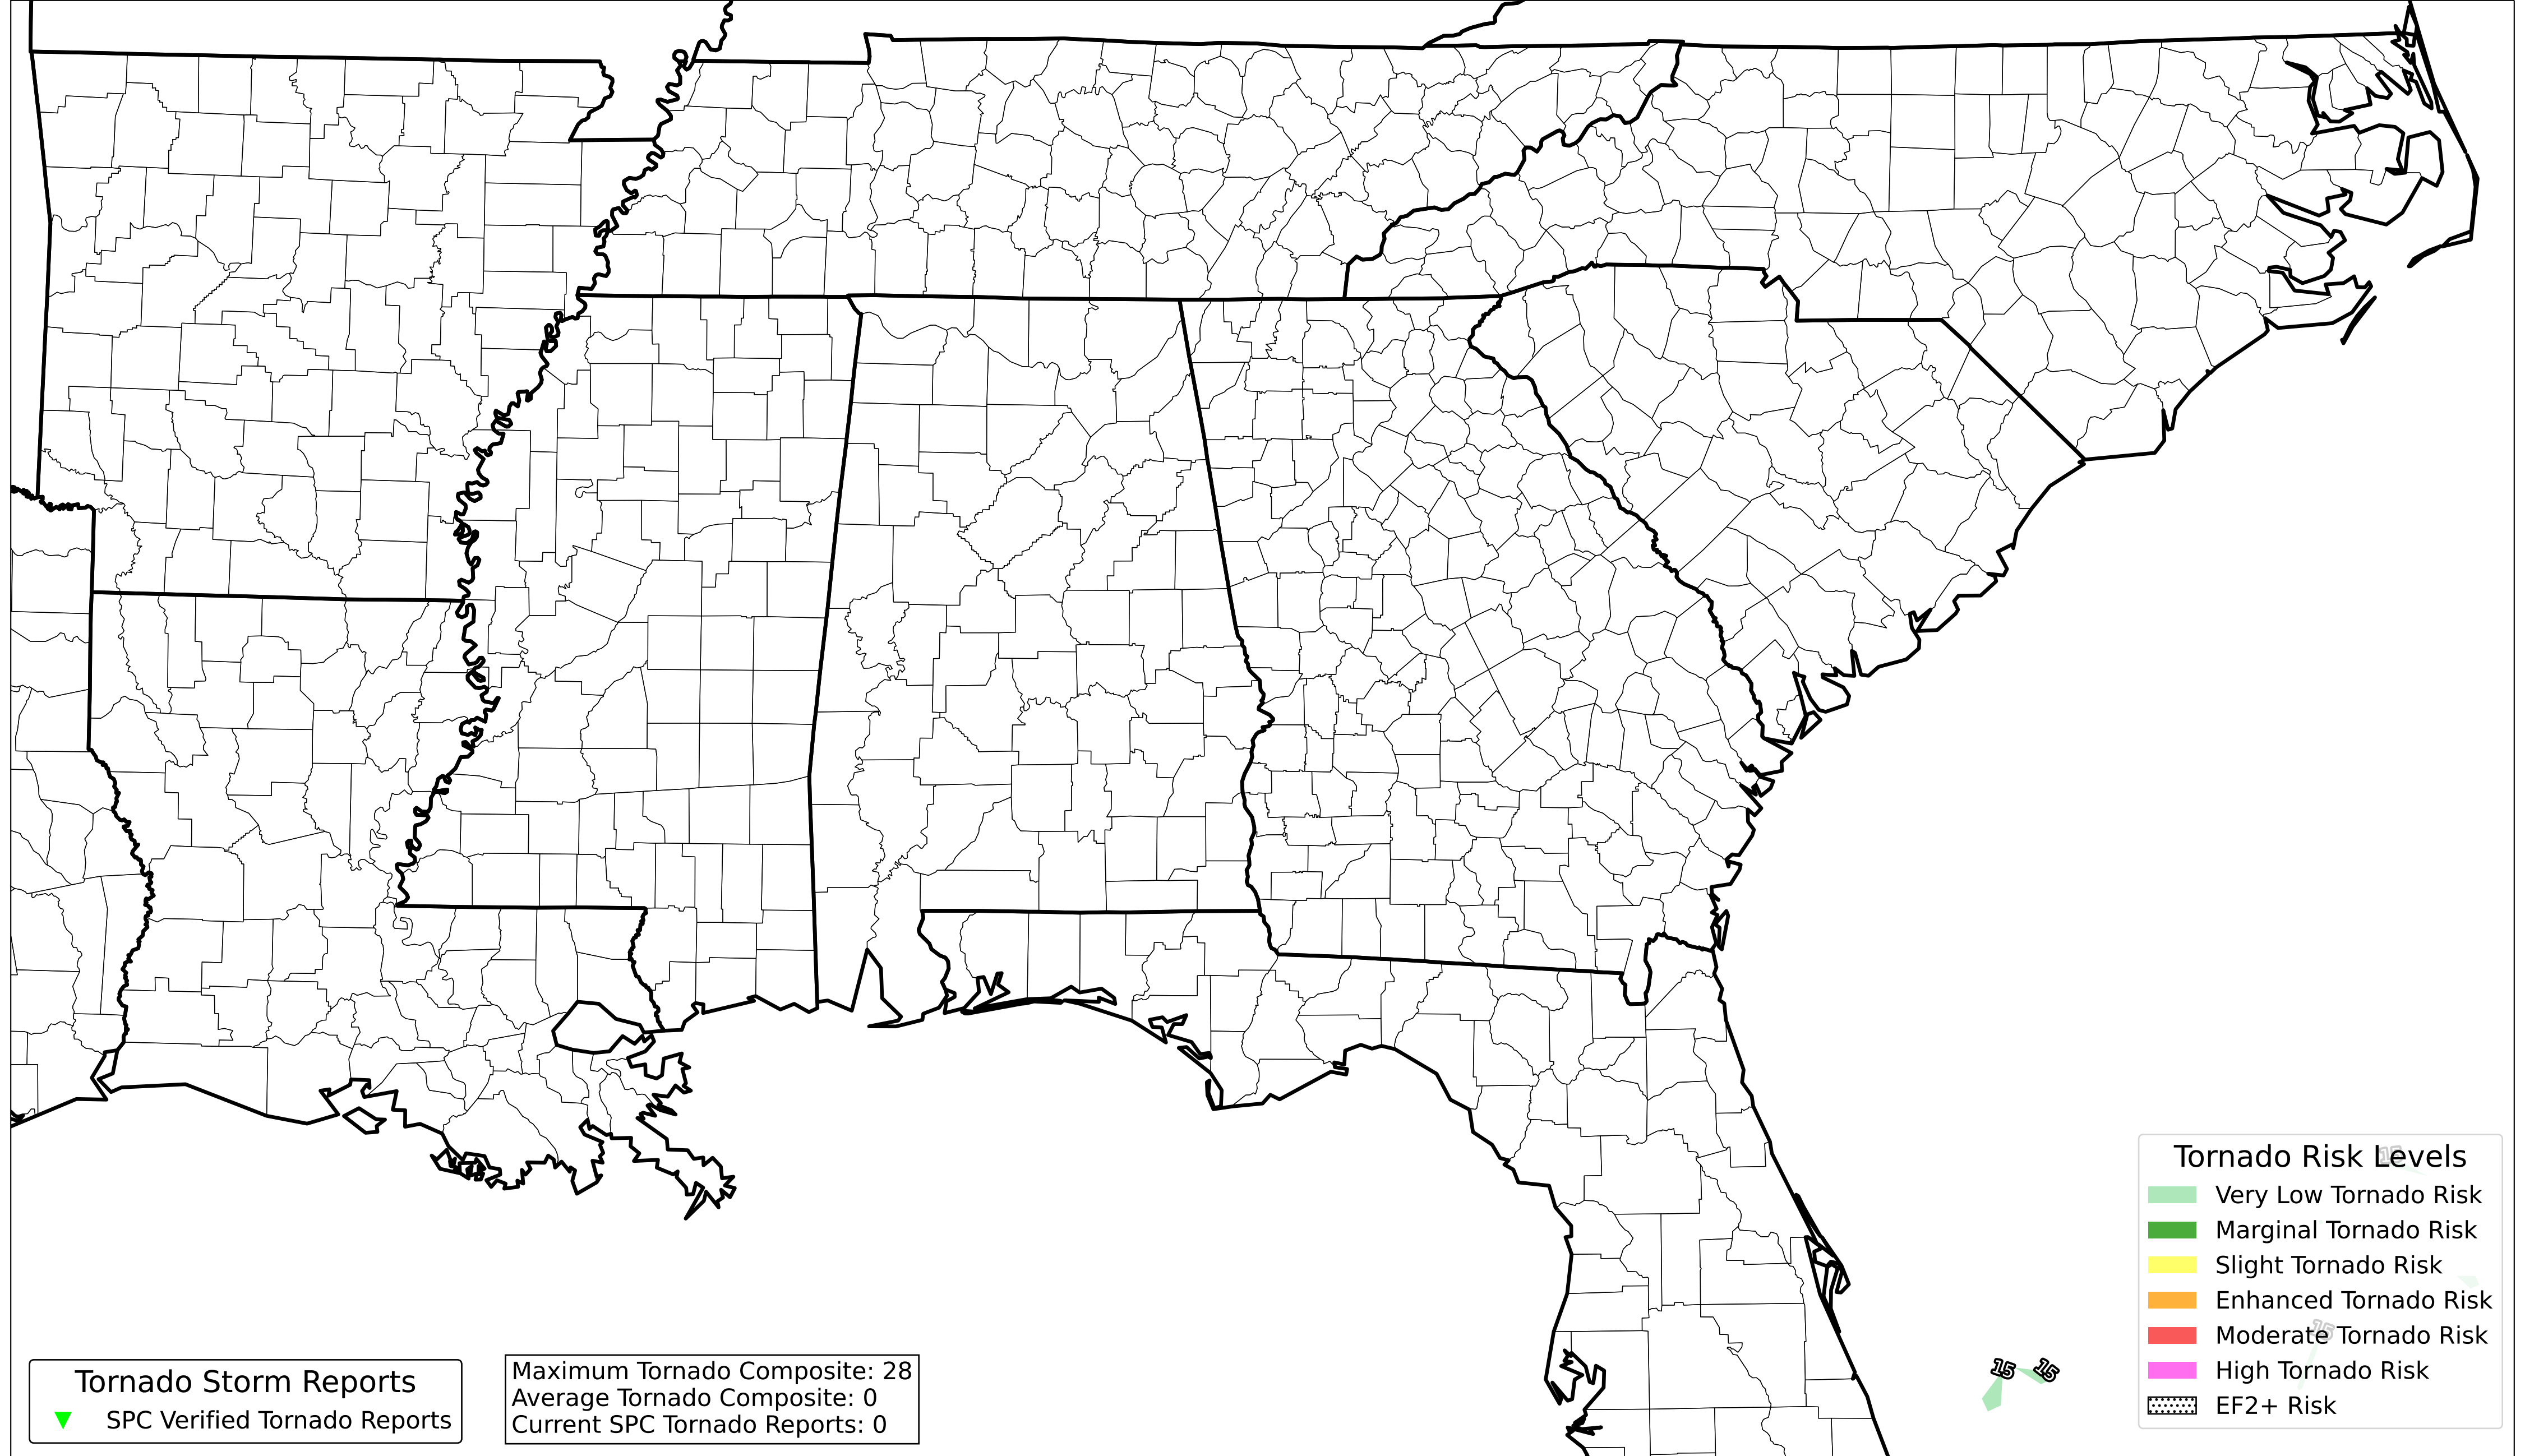 Tornado Risk Levels
15
Very Low Tornado Risk
Marginal Tornado Risk
Slight Tornado Risk
Enhanced Tornado Risk
15
Moderate Tornado Risk
15 15
High Tornado Risk
EF2+ Risk
Tornado Storm Reports
SPC Verified Tornado Reports
Maximum Tornado Composite: 28
Average Tornado Composite: 0
Current SPC Tornado Reports: 0